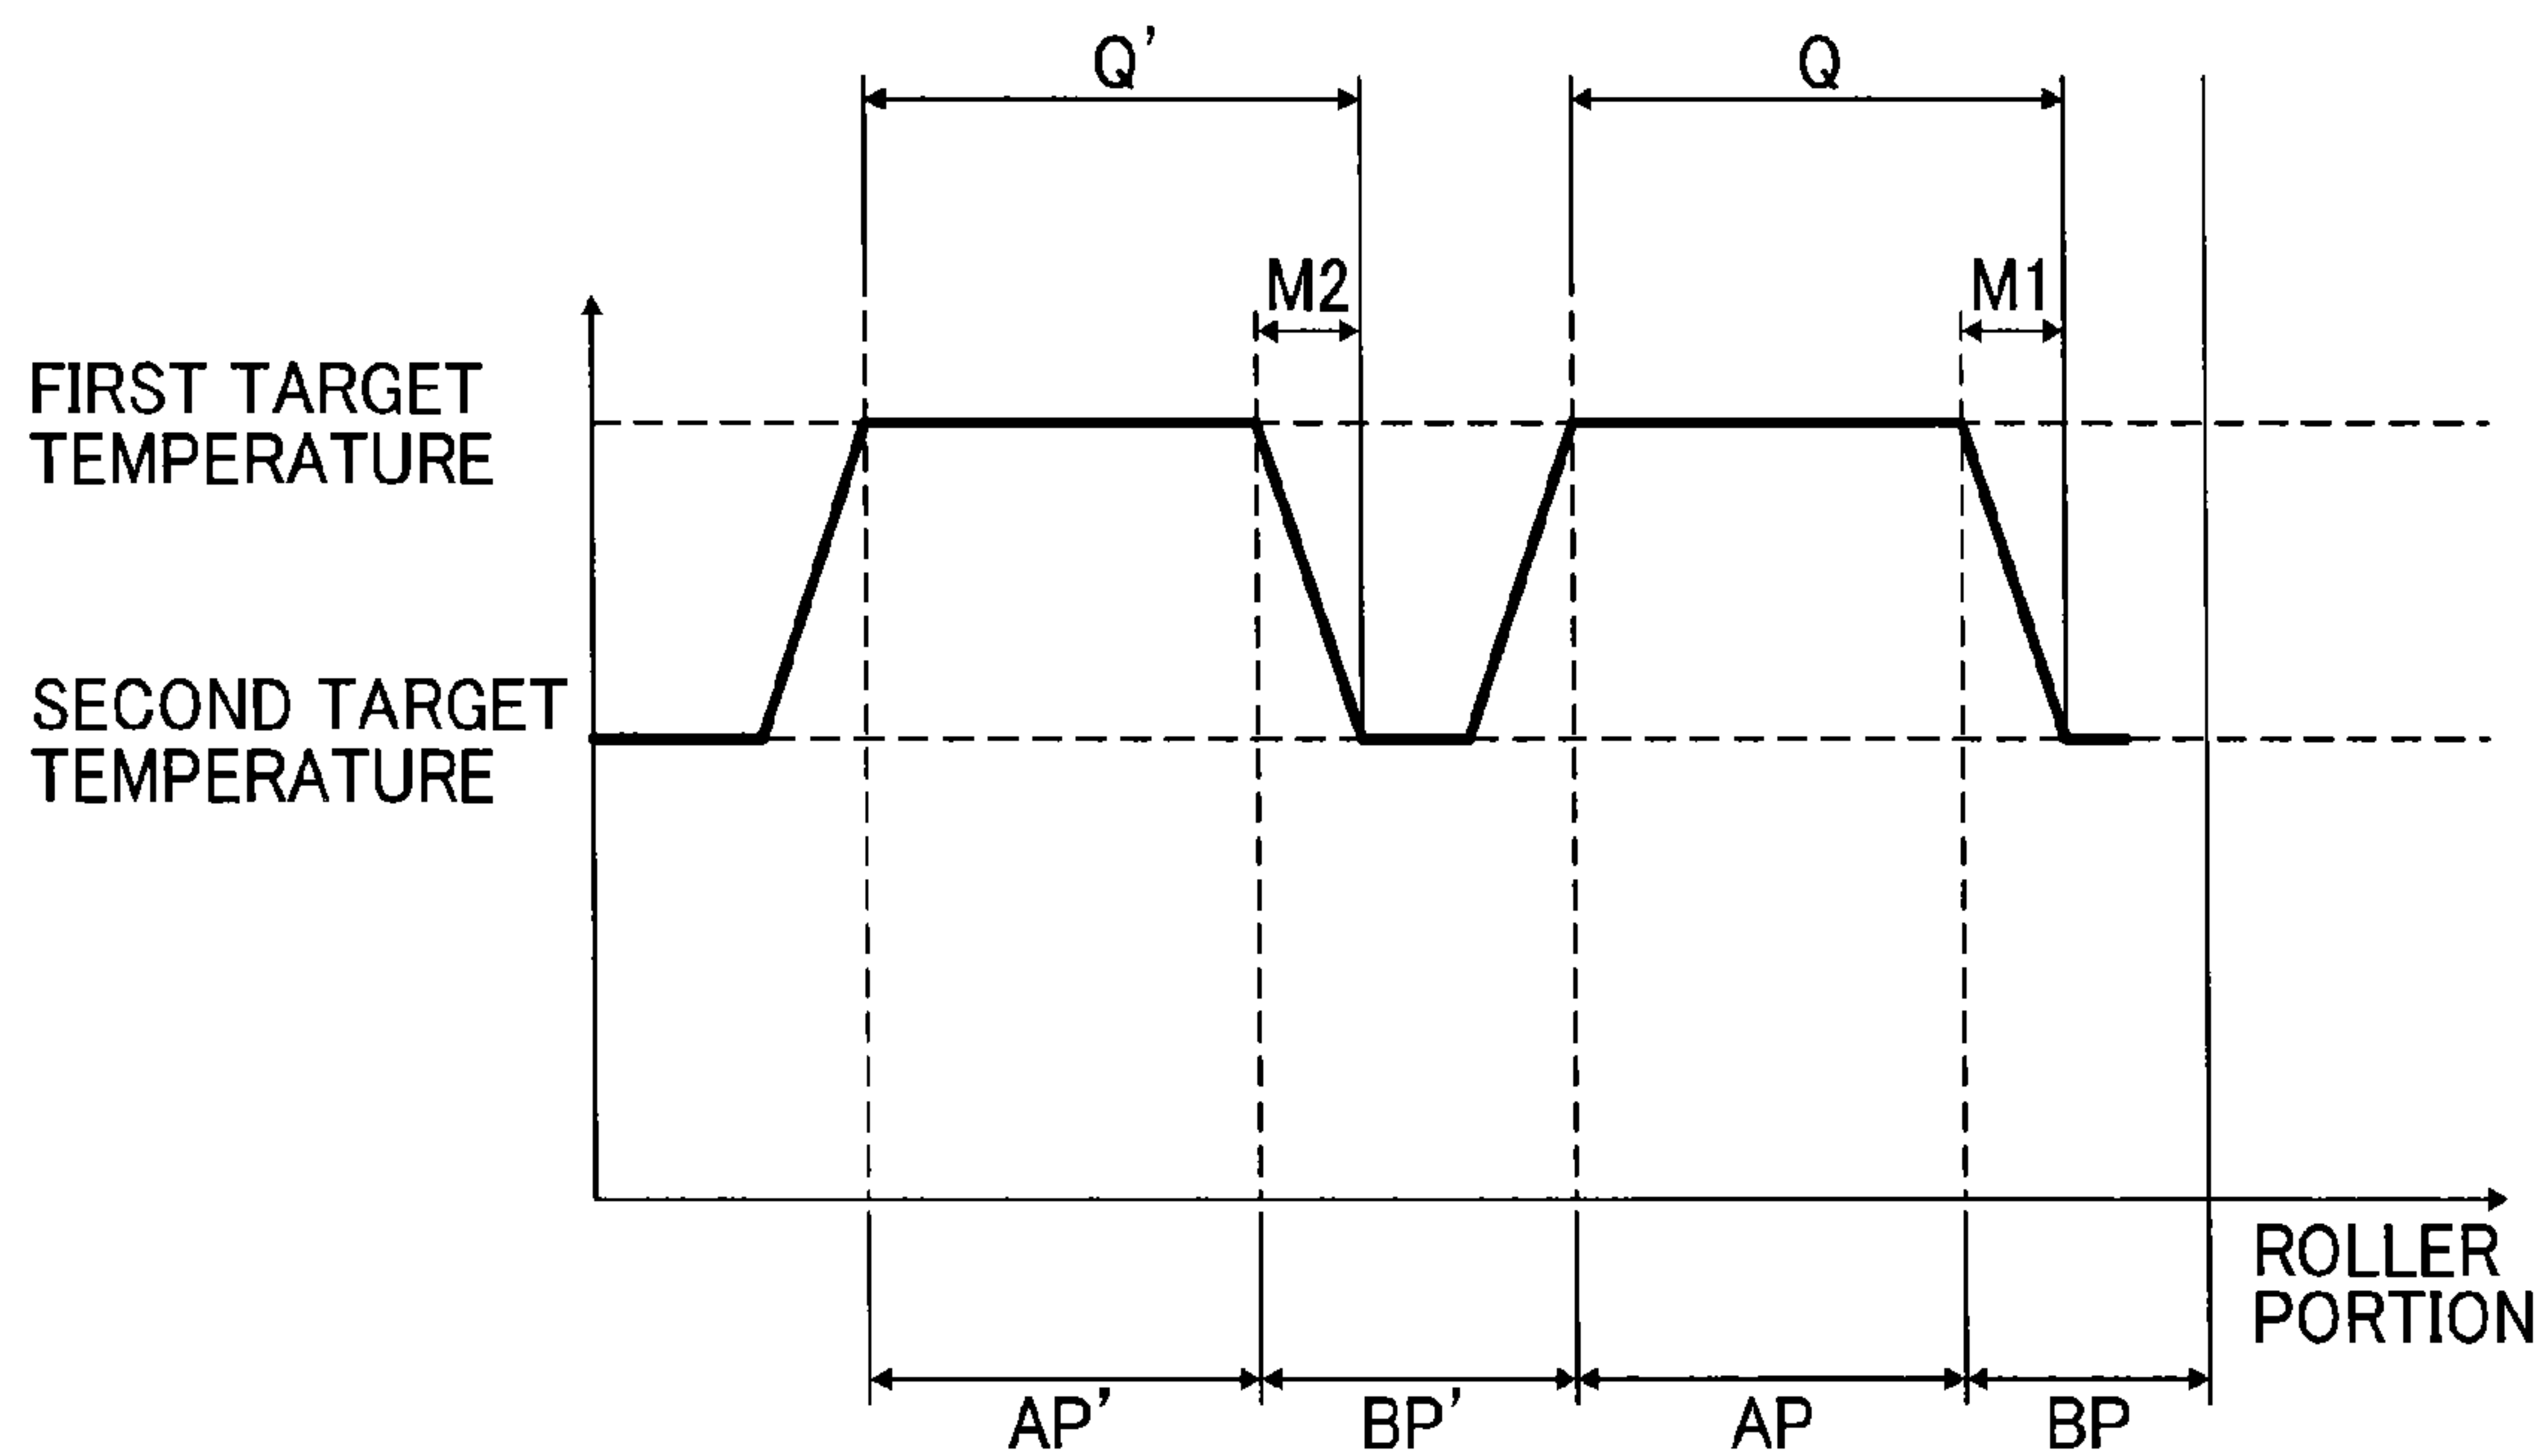 Q'
Q
M2
M1
FIRST TARGET
TEMPERATURE
SECOND TARGET
TEMPERATURE
ROLLER
PORTION
AP'
BP'
AP
BP